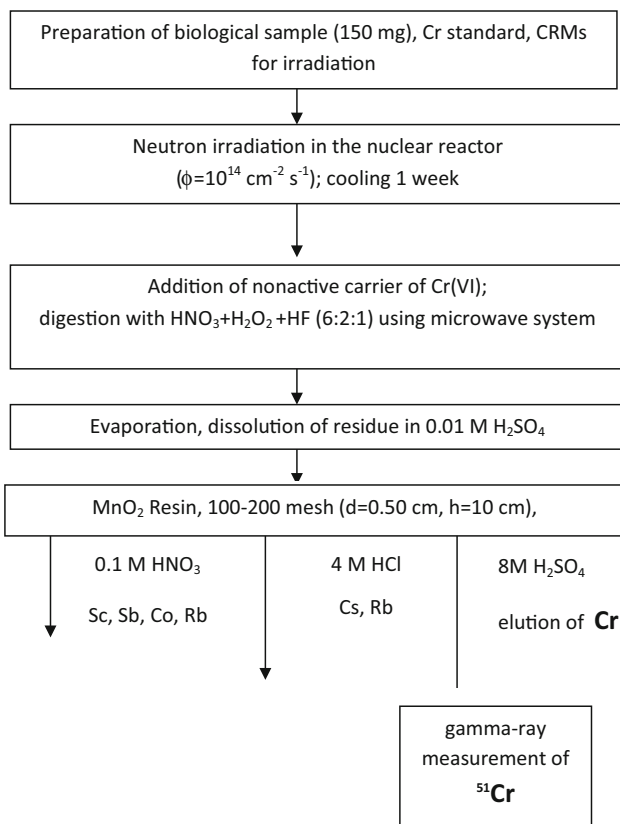 Preparation of biological sample (150 mg), Cr standard, CRMs
for irradiation
Neutron irradiation in the nuclear reactor
(ϕ=10¹⁴ cm⁻² s⁻¹); cooling 1 week
Addition of nonactive carrier of Cr(VI);
digestion with HNO₃+H₂O₂ +HF (6:2:1) using microwave system
Evaporation, dissolution of residue in 0.01 M H₂SO₄
MnO₂ Resin, 100-200 mesh (d=0.50 cm, h=10 cm),
0.1 M HNO₃
Sc, Sb, Co, Rb
4 M HCl
Cs, Rb
8M H₂SO₄
elution of Cr
gamma-ray
measurement of
⁵¹Cr